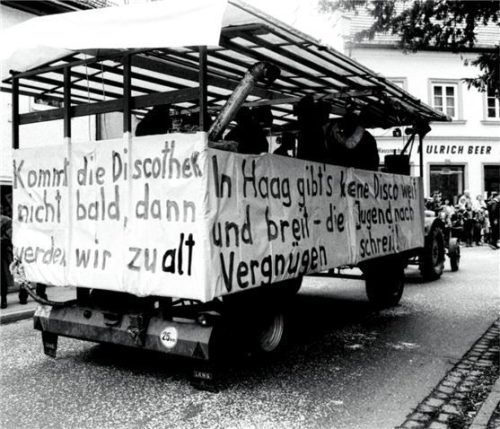 Kommt die Discothek
nicht bald, dann
werden wir zu alt
In Haag gibt's keine Disco weit
und breit - die Jugend nach
Vergnügen schreit!
ULRICH BEER
25